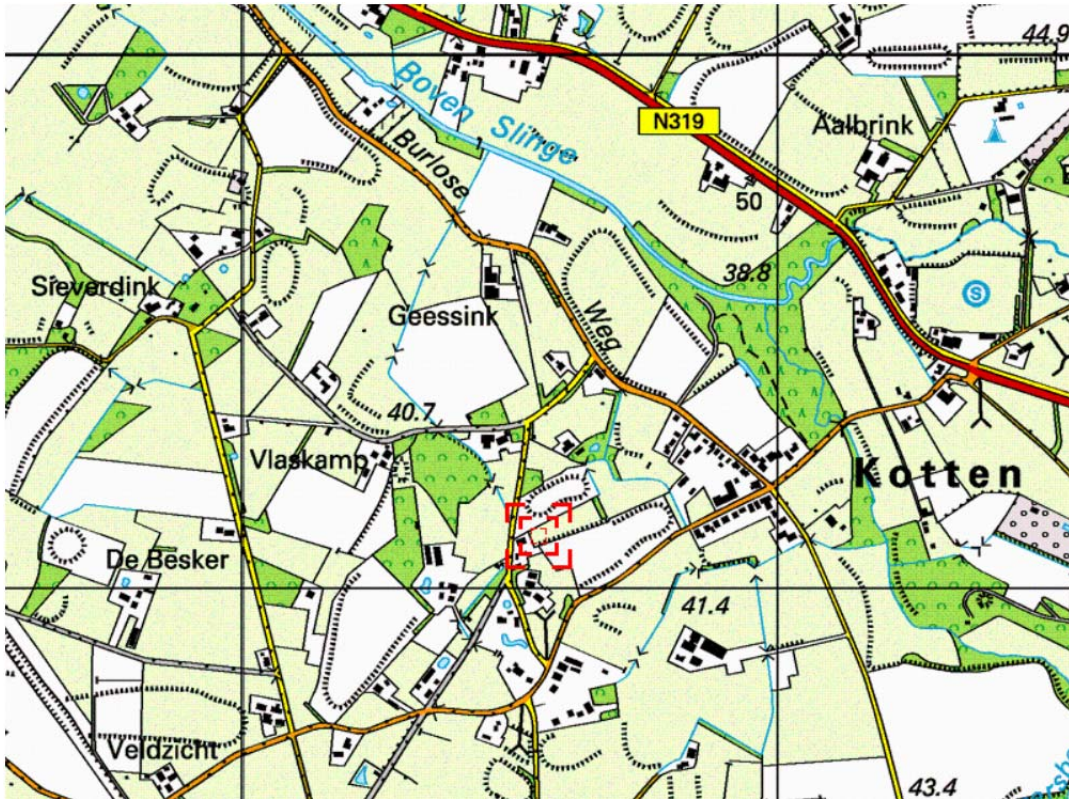 44.9
Boven Slinge
N319
Aalbrink
Burlose Weg
50
38.8
Sieverdink
Geessink
40.7
Vlaskamp
Kotten
S
De Besker
41.4
Veldzicht
43.4